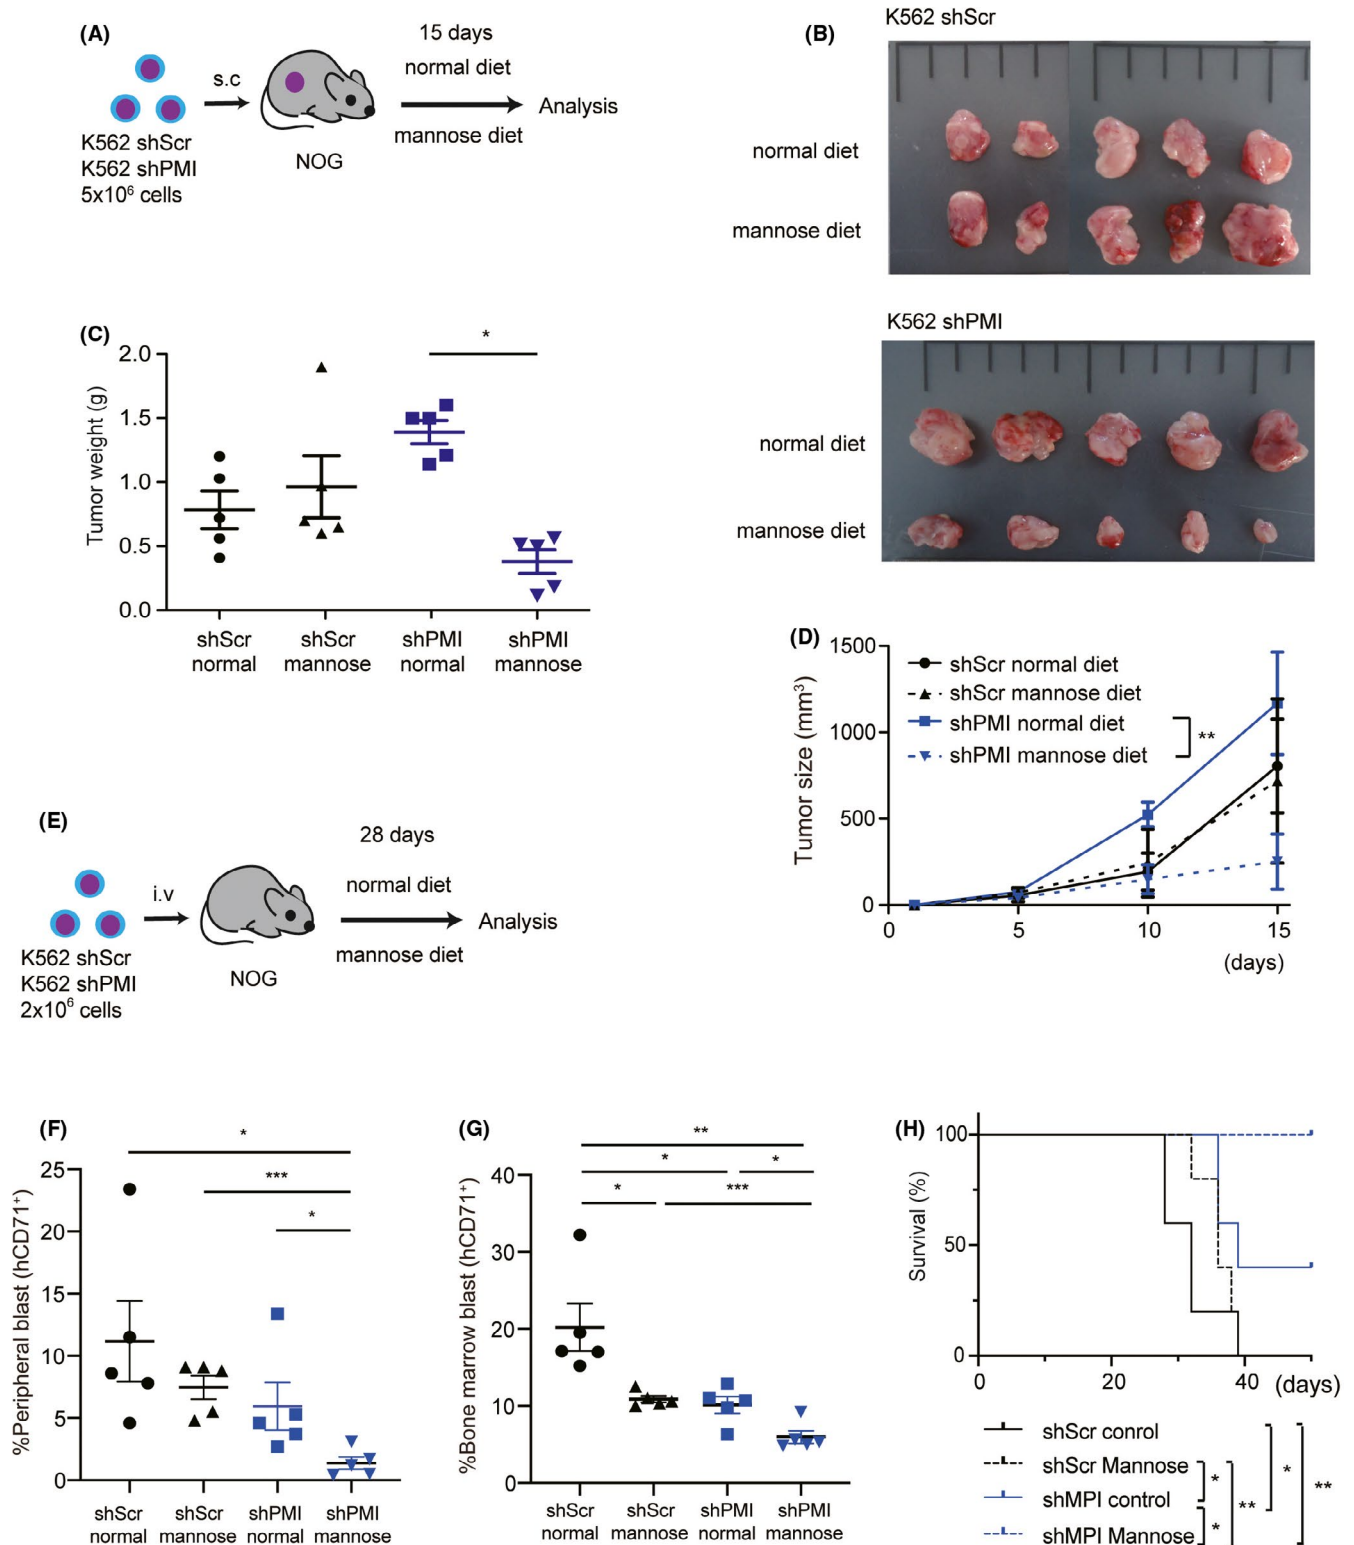 (A)
15 days
normal diet
s.c
Analysis
mannose diet
K562 shScr
K562 shPMI
5x10⁶ cells
NOG
(B)
K562 shScr
normal diet
mannose diet
K562 shPMI
normal diet
mannose diet
(C)
*
Tumor weight (g)
2.0
1.5
1.0
0.5
0.0
shScr normal
shScr mannose
shPMI normal
shPMI mannose
(D)
Tumor size (mm³)
1500
1000
500
0
shScr normal diet
shScr mannose diet
shPMI normal diet
shPMI mannose diet
**
0 5 10 15
(days)
(E)
28 days
i.v
normal diet
Analysis
mannose diet
K562 shScr
K562 shPMI
2x10⁶ cells
NOG
(F)
*
***
*
%Peripheral blast (hCD71⁺)
25
20
15
10
5
0
shScr normal
shScr mannose
shPMI normal
shPMI mannose
(G)
**
* *
* ***
%Bone marrow blast (hCD71⁺)
40
30
20
10
0
shScr normal
shScr mannose
shPMI normal
shPMI mannose
(H)
Survival (%)
100
50
0
0 20 40 (days)
shScr conrol
shScr Mannose
shMPI control
shMPI Mannose
*
*
**
*
**